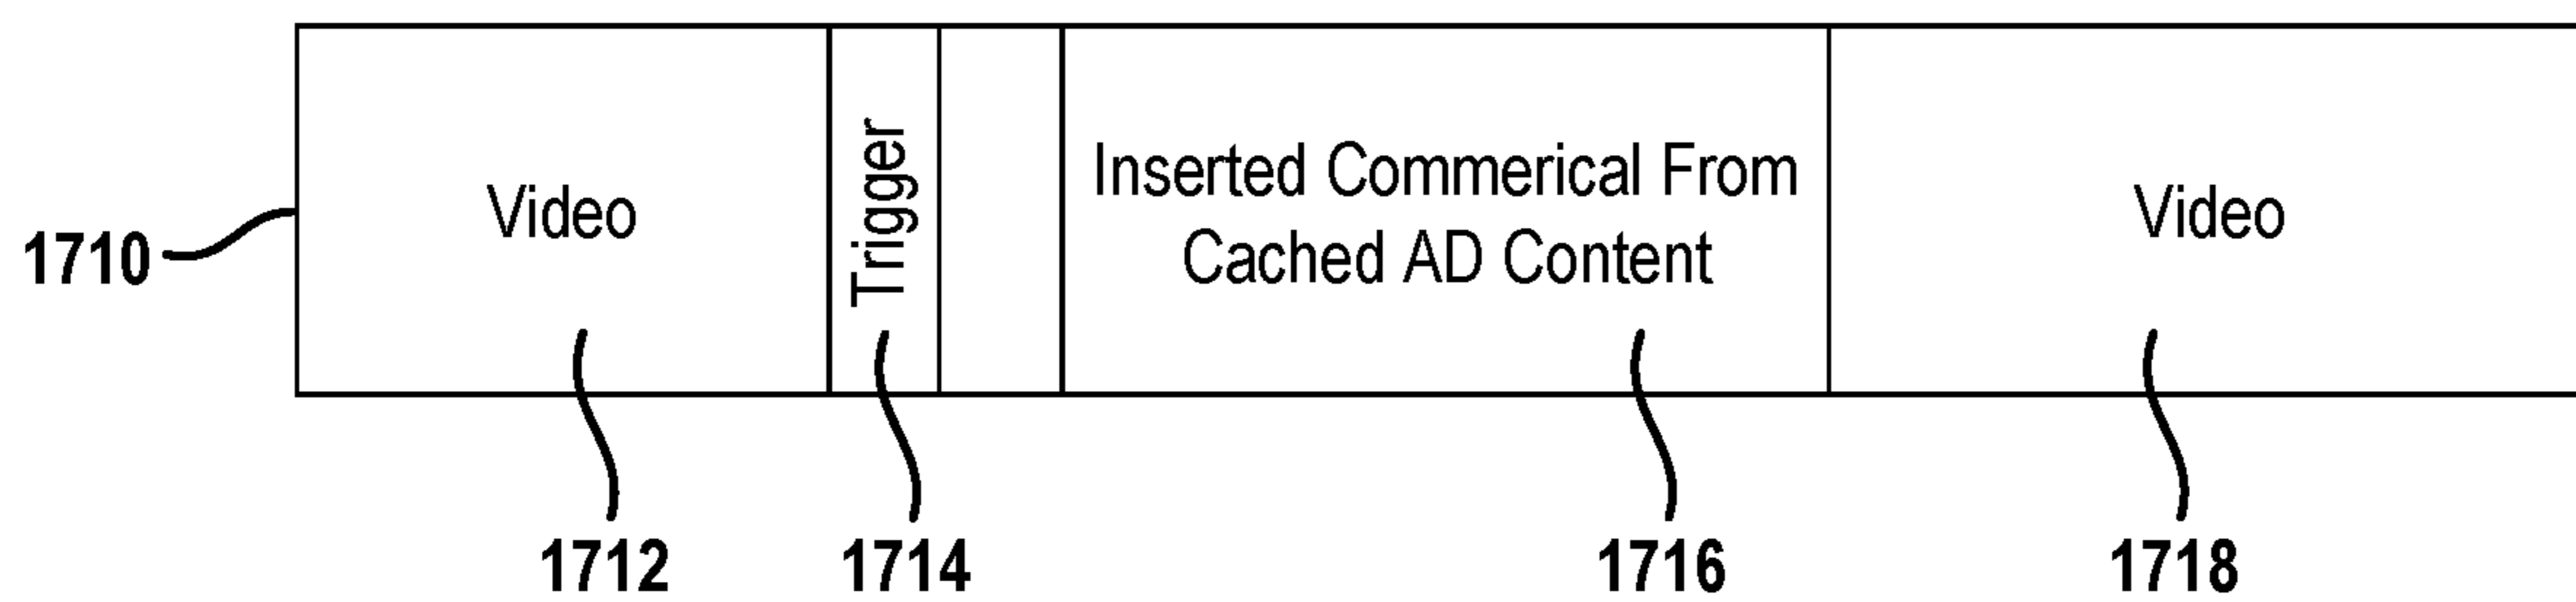 Video
Trigger
Inserted Commerical From
Cached AD Content
Video
1710
1712
1714
1716
1718